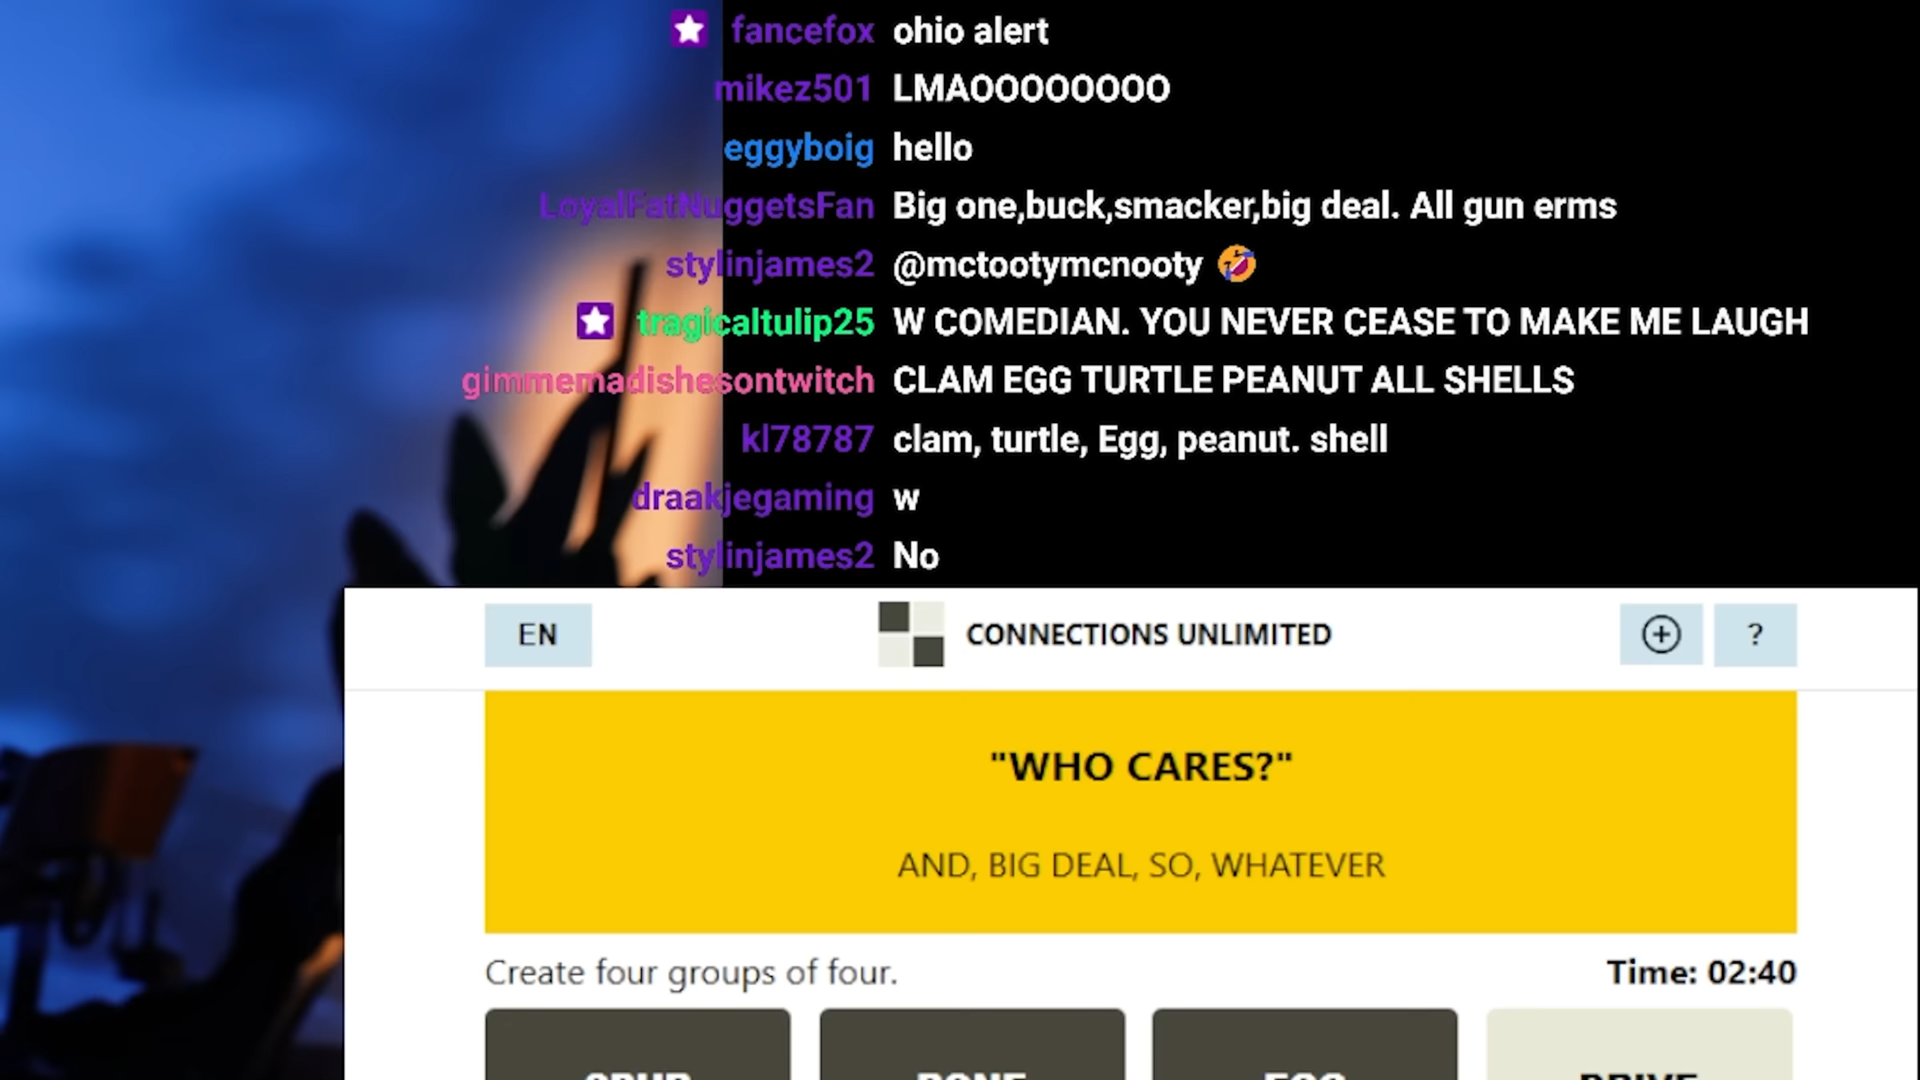 fancefox ohio alert
mikez501 LMAOOOOOOOO
eggyboig hello
LoyalFatNuggetsFan Big one,buck,smacker,big deal. All gun erms
stylinjames2 @mctootymcnooty 🤣
tragicaltulip25 W COMEDIAN. YOU NEVER CEASE TO MAKE ME LAUGH
gimmemadishesontwitch CLAM EGG TURTLE PEANUT ALL SHELLS
kl78787 clam, turtle, Egg, peanut. shell
draakjegaming w
stylinjames2 No
EN CONNECTIONS UNLIMITED ?
"WHO CARES?"
AND, BIG DEAL, SO, WHATEVER
Create four groups of four. Time: 02:40